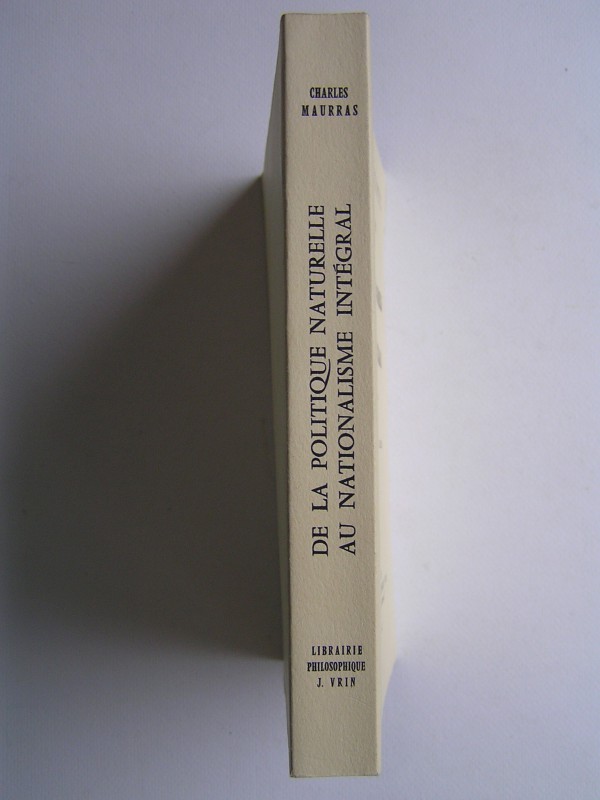 CHARLES
MAURRAS
DE LA POLITIQUE NATURELLE
AU NATIONALISME INTÉGRAL
LIBRAIRIE
PHILOSOPHIQUE
J. VRIN